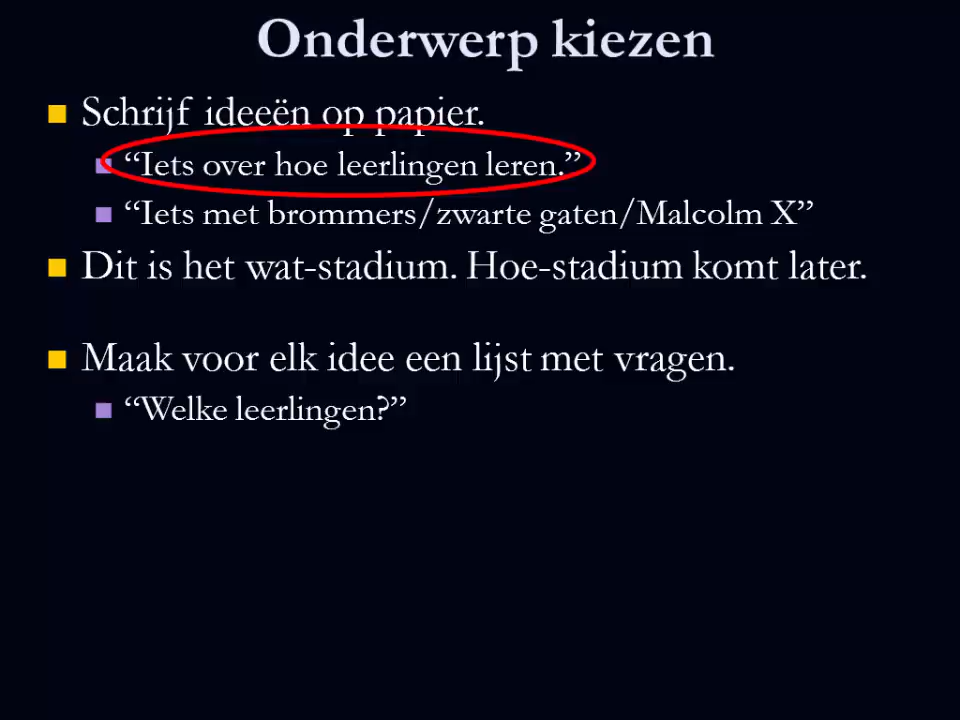 Onderwerp kiezen
Schrijf ideeën op papier.
“Iets over hoe leerlingen leren.”
“Iets met brommers/zwarte gaten/Malcolm X”
Dit is het wat-stadium. Hoe-stadium komt later.
Maak voor elk idee een lijst met vragen.
“Welke leerlingen?”